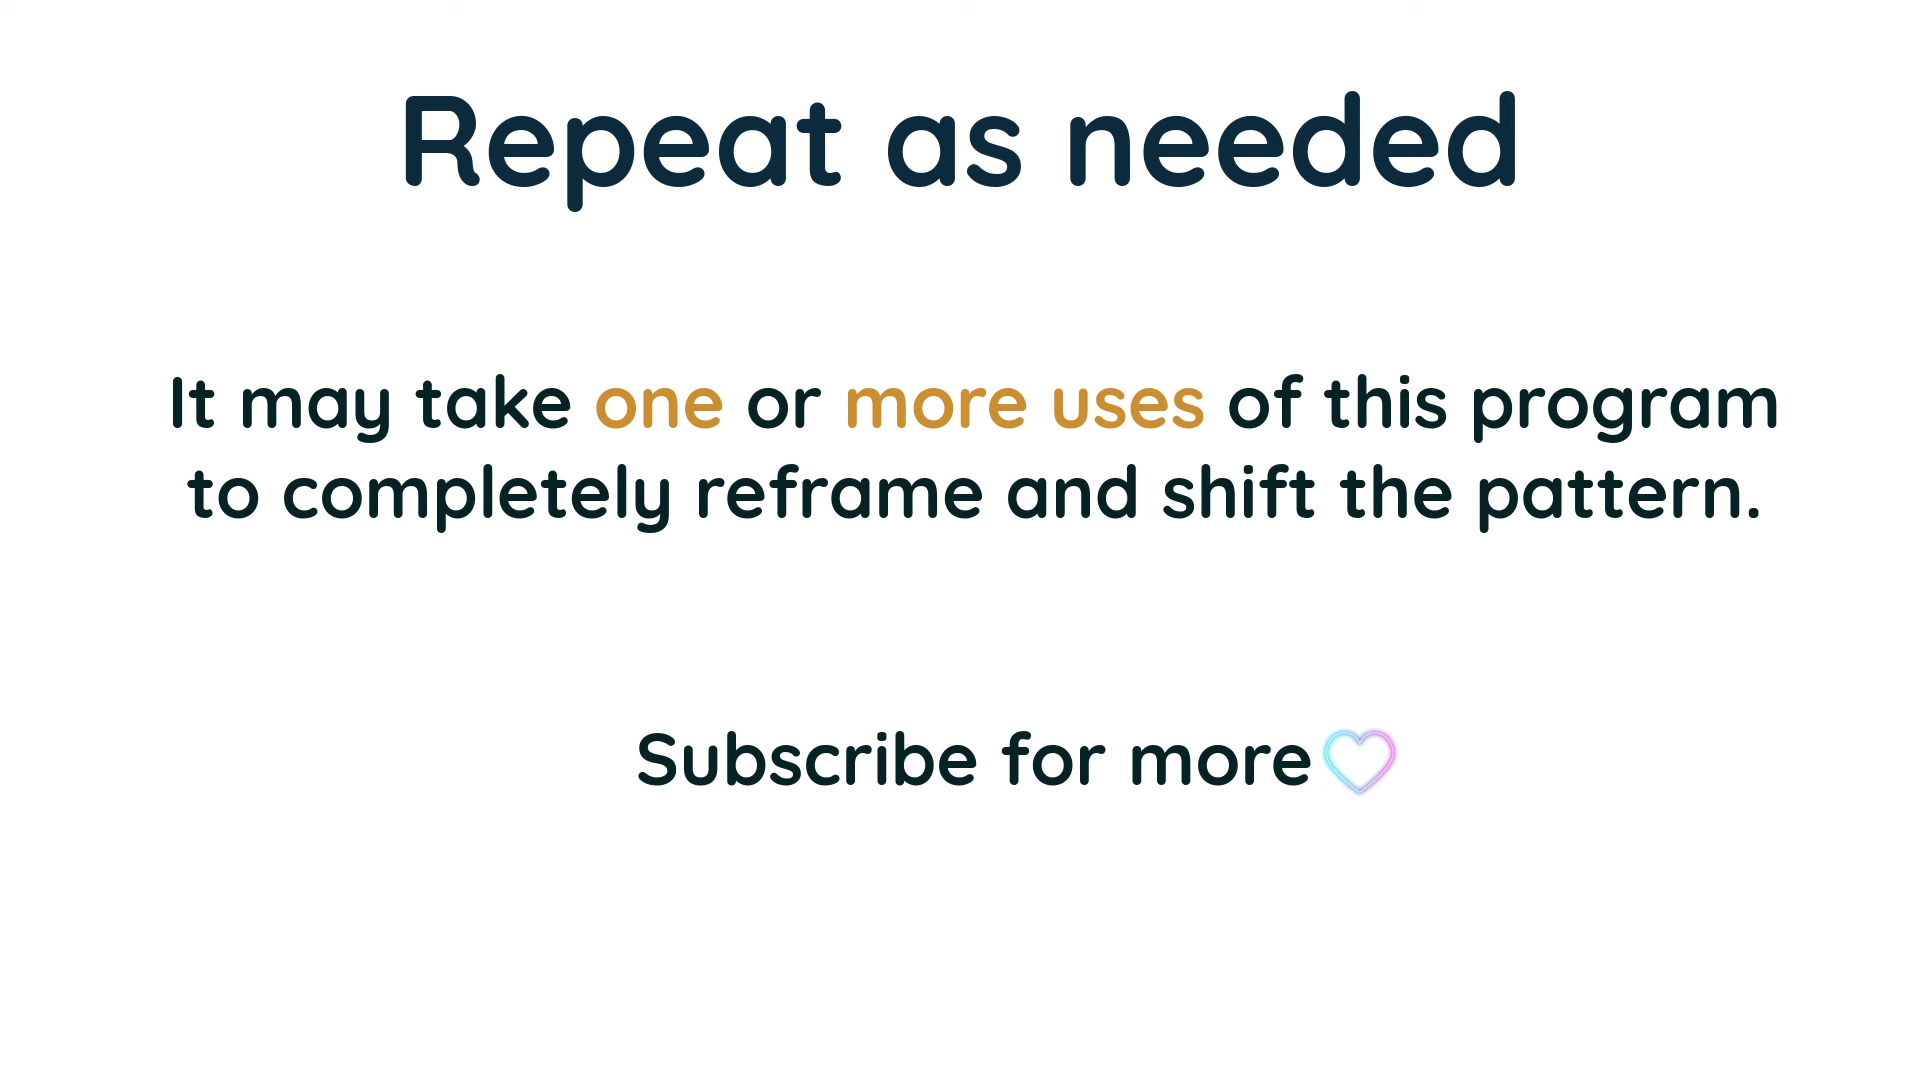 Repeat as needed
It may take one or more uses of this program
to completely reframe and shift the pattern.
Subscribe for more